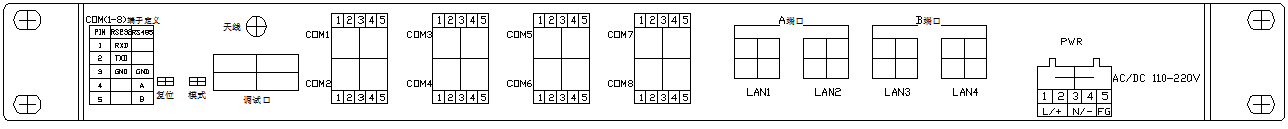 COM(1-8)端子定义
PIN RS232 RS485
1 RXD
2 TXD
3 GND GND
4 A
5 B
复位
模式
天线
调试口
1 2 3 4 5
COM1
COM2
1 2 3 4 5
1 2 3 4 5
COM3
COM4
1 2 3 4 5
1 2 3 4 5
COM5
COM6
1 2 3 4 5
1 2 3 4 5
COM7
COM8
1 2 3 4 5
A端口
LAN1 LAN2
B端口
LAN3 LAN4
PWR
AC/DC 110-220V
1 2 3 4 5
L/+ N/- FG